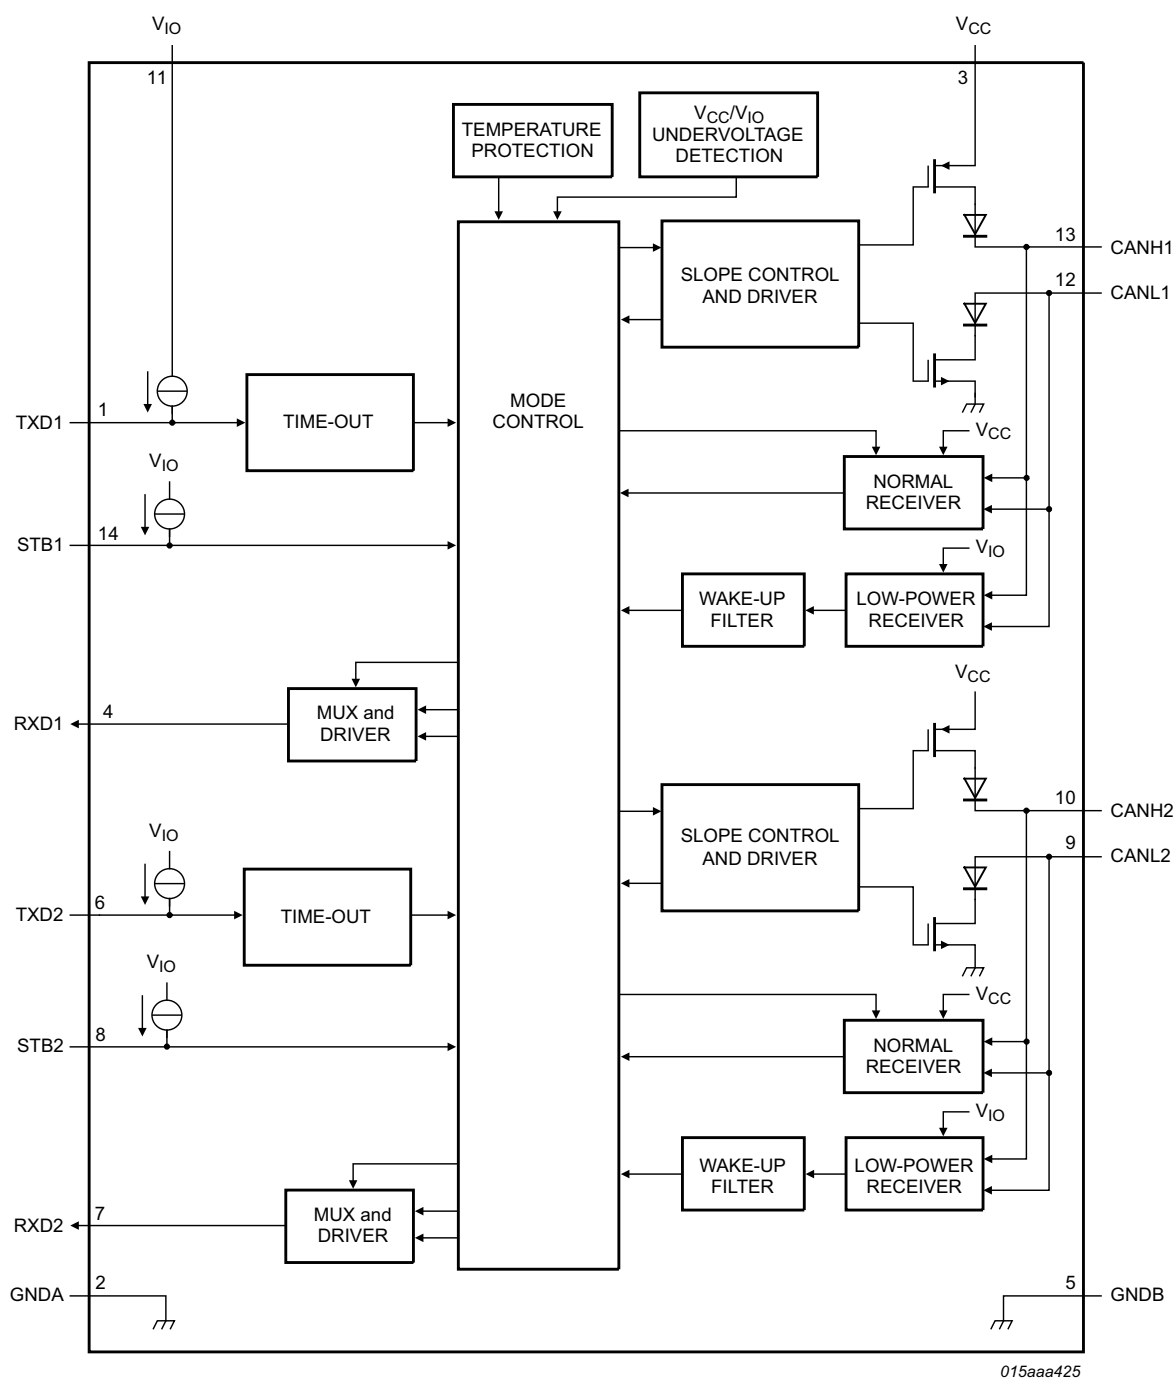 VIO
VCC
11
3
TEMPERATURE
PROTECTION
VCC/VIO
UNDERVOLTAGE
DETECTION
13
CANH1
SLOPE CONTROL
AND DRIVER
12
CANL1
MODE
CONTROL
TXD1
1
TIME-OUT
VCC
VIO
NORMAL
RECEIVER
STB1
14
VIO
WAKE-UP
FILTER
LOW-POWER
RECEIVER
VCC
RXD1
4
MUX and
DRIVER
10
CANH2
SLOPE CONTROL
AND DRIVER
VIO
9
CANL2
TXD2
6
TIME-OUT
VIO
VCC
STB2
8
NORMAL
RECEIVER
VIO
WAKE-UP
FILTER
LOW-POWER
RECEIVER
RXD2
7
MUX and
DRIVER
GNDA
2
5
GNDB
015aaa425